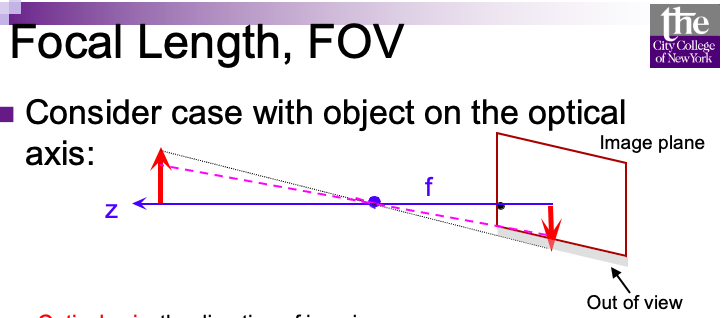 Focal Length, FOV
the
City College
of New York
Consider case with object on the optical
axis:
Image plane
f
z
Out of view